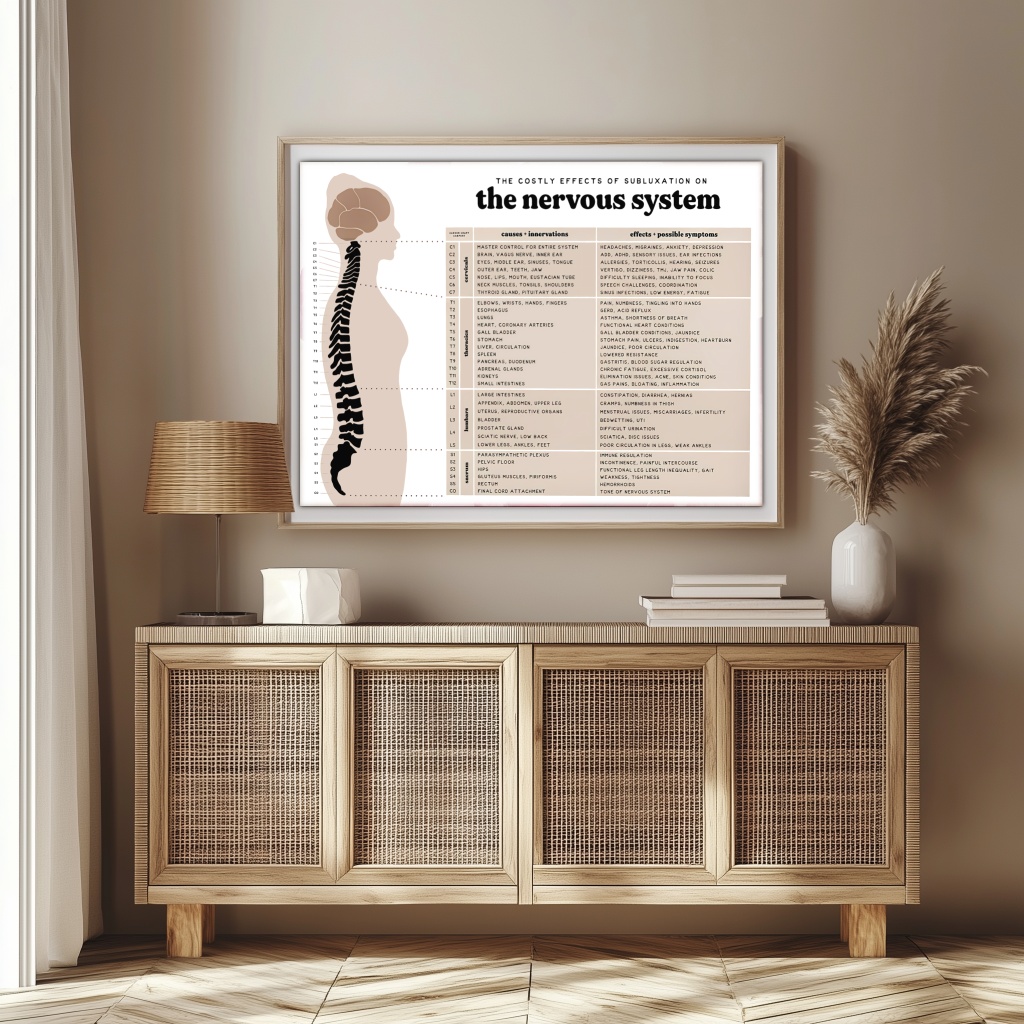 THE COSTLY EFFECTS OF SUBLUXATION ON
the nervous system
causes + innervations effects + possible symptoms
cervicals
C1 MASTER CONTROL FOR ENTIRE SYSTEM HEADACHES, MIGRAINES, ANXIETY, DEPRESSION
C2 BRAIN, VAGUS NERVE, INNER EAR ADD, ADHD, SENSORY ISSUES, EAR INFECTIONS
C3 EYES, MIDDLE EAR, SINUSES, TONGUE ALLERGIES, TORTICOLLIS, HEARING, SEIZURES
C4 OUTER EAR, TEETH, JAW VERTIGO, DIZZINESS, TMJ, JAW PAIN, COLIC
C5 NOSE, LIPS, MOUTH, EUSTACIAN TUBE DIFFICULTY SLEEPING, INABILITY TO FOCUS
C6 NECK MUSCLES, TONSILS, SHOULDERS SPEECH CHALLENGES, COORDINATION
C7 THYROID GLAND, PITUITARY GLAND SINUS INFECTIONS, LOW ENERGY, FATIGUE
thoracics
T1 ELBOWS, WRISTS, HANDS, FINGERS PAIN, NUMBNESS, TINGLING INTO HANDS
T2 ESOPHAGUS GERD, ACID REFLUX
T3 LUNGS ASTHMA, SHORTNESS OF BREATH
T4 HEART, CORONARY ARTERIES FUNCTIONAL HEART CONDITIONS
T5 GALL BLADDER GALL BLADDER CONDITIONS, JAUNDICE
T6 STOMACH STOMACH PAIN, ULCERS, INDIGESTION, HEARTBURN
T7 LIVER, CIRCULATION JAUNDICE, POOR CIRCULATION
T8 SPLEEN LOWERED RESISTANCE
T9 PANCREAS, DUODENUM GASTRITIS, BLOOD SUGAR REGULATION
T10 ADRENAL GLANDS CHRONIC FATIGUE, EXCESSIVE CORTISOL
T11 KIDNEYS ELIMINATION ISSUES, ACNE, SKIN CONDITIONS
T12 SMALL INTESTINES GAS PAINS, BLOATING, INFLAMMATION
lumbars
L1 LARGE INTESTINES CONSTIPATION, DIARRHEA, HERNIAS
L2 APPENDIX, ABDOMEN, UPPER LEG CRAMPS, NUMBNESS IN THIGH
UTERUS, REPRODUCTIVE ORGANS MENSTRUAL ISSUES, MISCARRIAGES, INFERTILITY
L3 BLADDER BEDWETTING, UTI
L4 PROSTATE GLAND DIFFICULT URINATION
SCIATIC NERVE, LOW BACK SCIATICA, DISC ISSUES
L5 LOWER LEGS, ANKLES, FEET POOR CIRCULATION IN LEGS, WEAK ANKLES
sacrum
S1 PARASYMPATHETIC PLEXUS IMMUNE REGULATION
S2 PELVIC FLOOR INCONTINENCE, PAINFUL INTERCOURSE
S3 HIPS FUNCTIONAL LEG LENGTH INEQUALITY, GAIT
S4 GLUTEUS MUSCLES, PIRIFORMIS WEAKNESS, TIGHTNESS
S5 RECTUM HEMORRHOIDS
CO FINAL CORD ATTACHMENT TONE OF NERVOUS SYSTEM